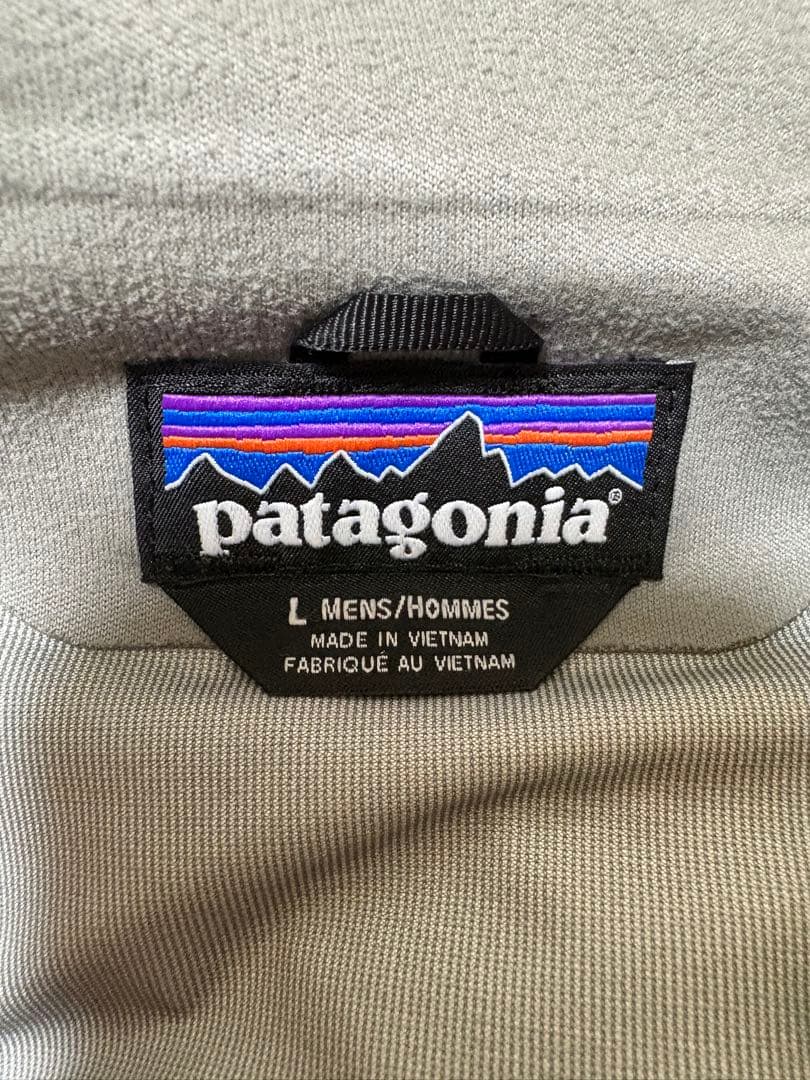 patagonia®
L MENS/HOMMES
MADE IN VIETNAM
FABRIQUÉ AU VIETNAM